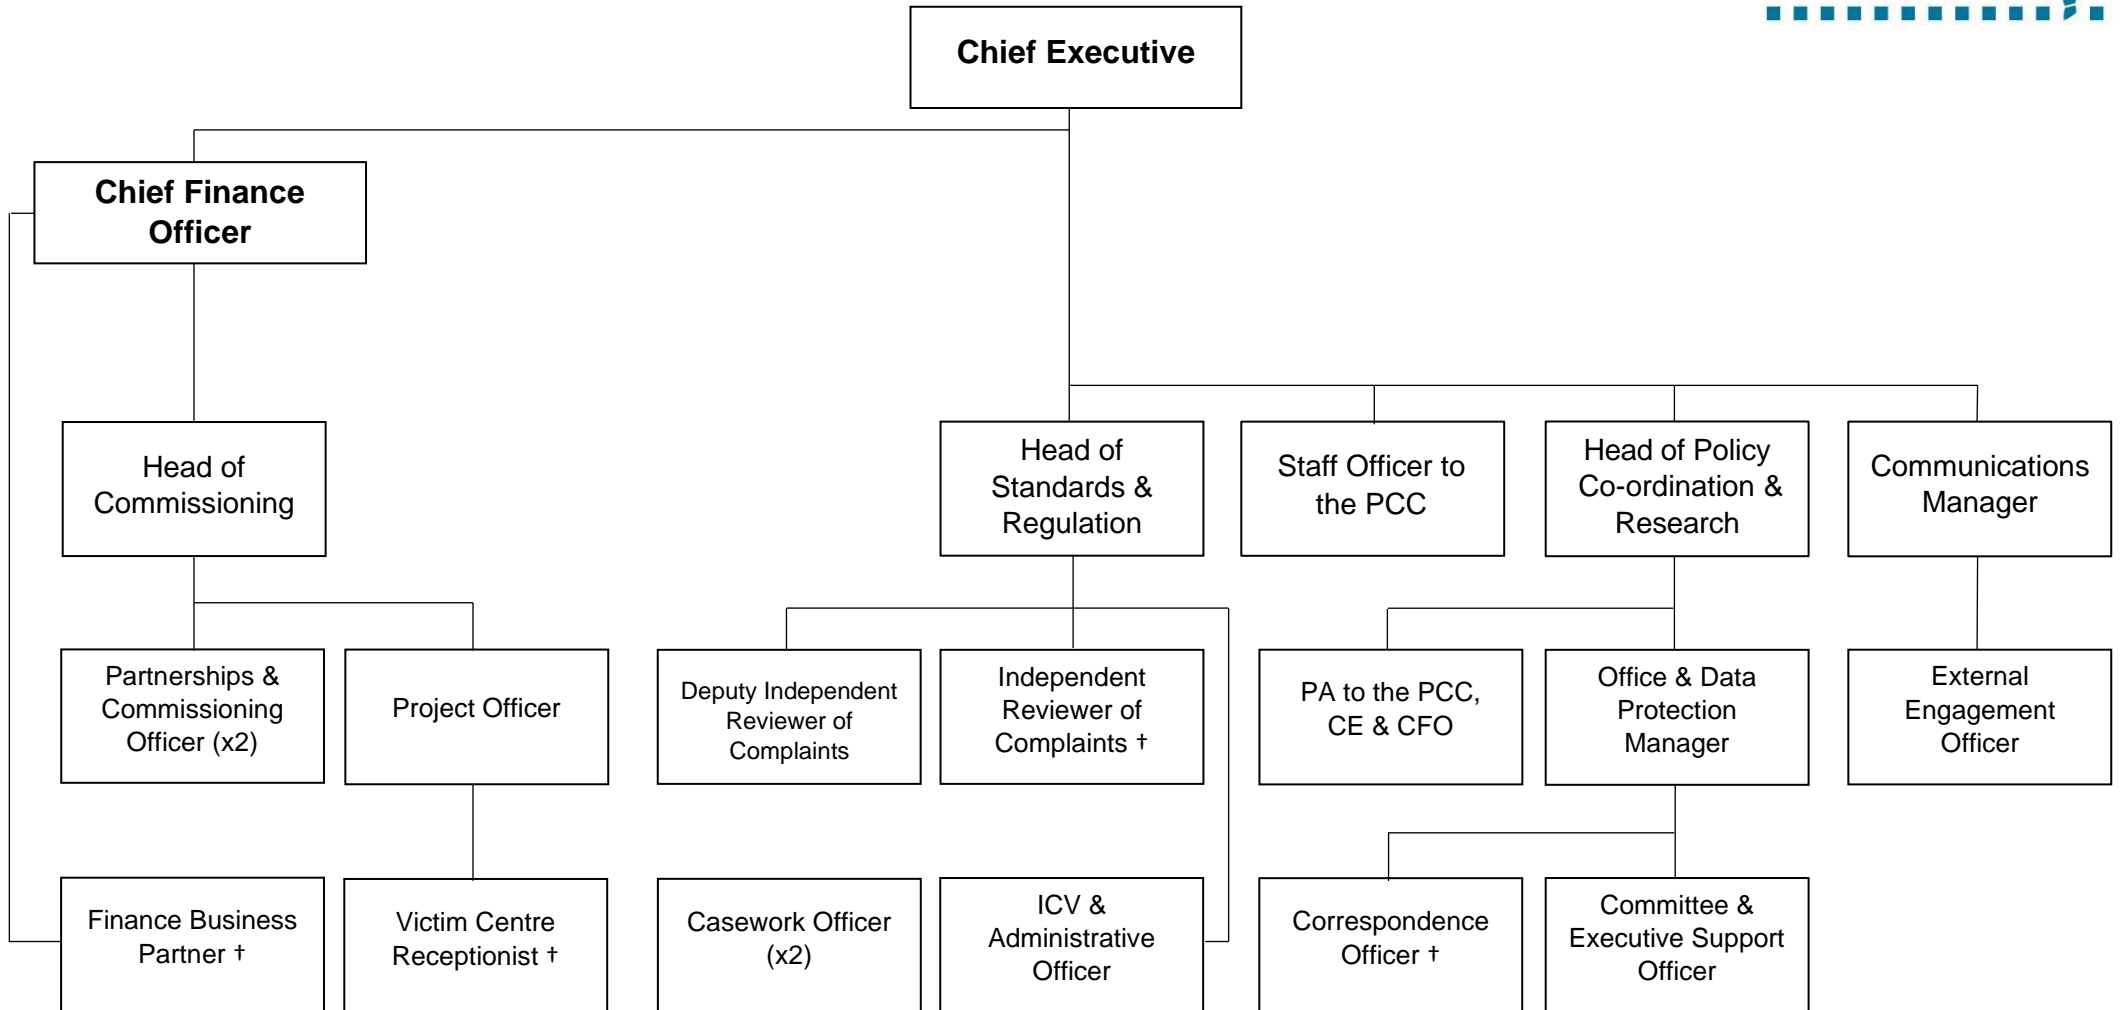 Chief Executive
Chief Finance
Officer
Head of
Commissioning
Head of
Standards &
Regulation
Staff Officer to
the PCC
Head of Policy
Co-ordination &
Research
Communications
Manager
Partnerships &
Commissioning
Officer (x2)
Project Officer
Deputy Independent
Reviewer of
Complaints
Independent
Reviewer of
Complaints †
PA to the PCC,
CE & CFO
Office & Data
Protection
Manager
External
Engagement
Officer
Finance Business
Partner †
Victim Centre
Receptionist †
Casework Officer
(x2)
ICV &
Administrative
Officer
Correspondence
Officer †
Committee &
Executive Support
Officer